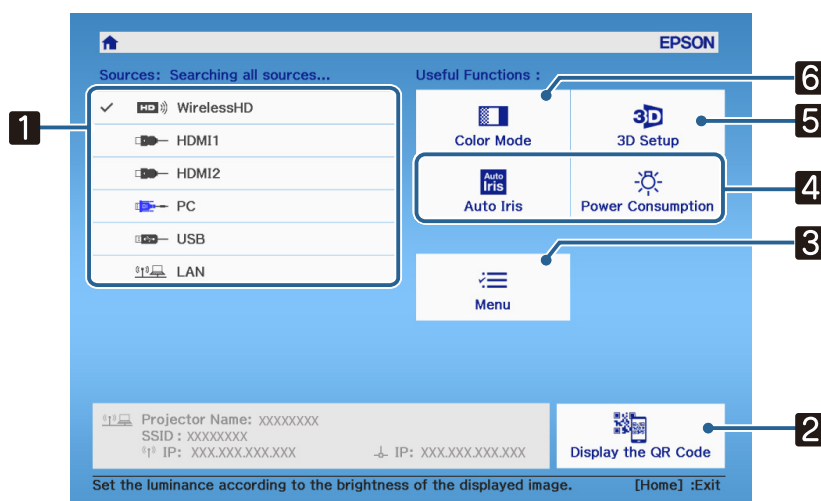 EPSON
Sources: Searching all sources...
Useful Functions :
6
1
HD WirelessHD
HDMI1
HDMI2
PC
USB
LAN
Color Mode
3D
3D Setup
5
Auto Iris
Auto Iris
Power Consumption
4
3
Menu
Projector Name: XXXXXXXX
SSID : XXXXXXXX
IP: XXX.XXX.XXX.XXX
IP: XXX.XXX.XXX.XXX
Display the QR Code
2
Set the luminance according to the brightness of the displayed image.
[Home] :Exit